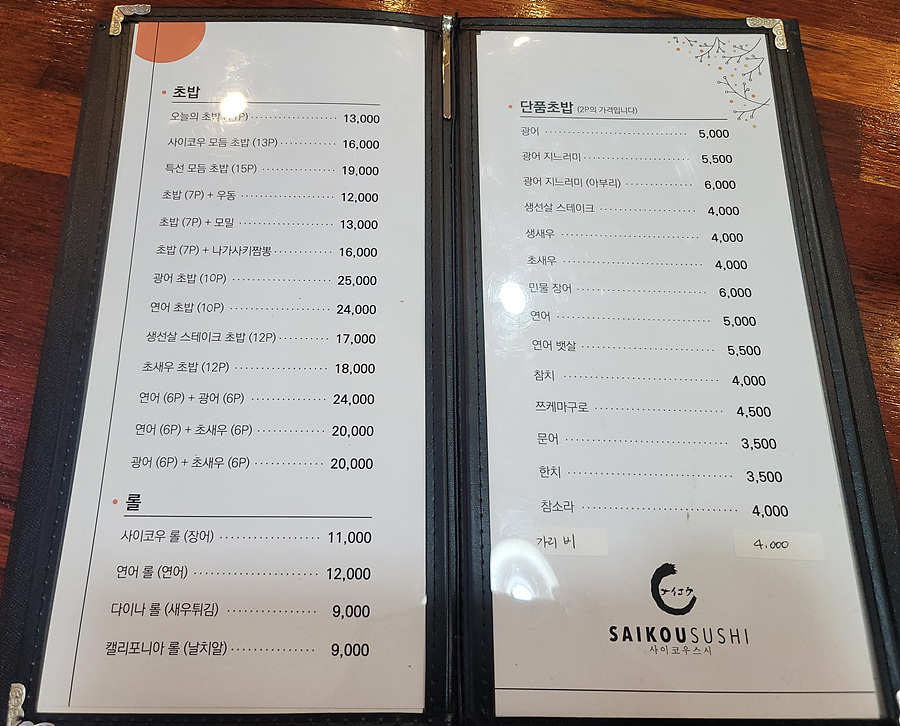 초밥
오늘의 초밥 13,000
사이코우 모듬 초밥 (13P) 16,000
특선 모듬 초밥 (15P) 19,000
초밥 (7P) + 우동 12,000
초밥 (7P) + 모밀 13,000
초밥 (7P) + 나가사키짬뽕 16,000
광어 초밥 (10P) 25,000
연어 초밥 (10P) 24,000
생선살 스테이크 초밥 (12P) 17,000
초새우 초밥 (12P) 18,000
연어 (6P) + 광어 (6P) 24,000
연어 (6P) + 초새우 (6P) 20,000
광어 (6P) + 초새우 (6P) 20,000
롤
사이코우 롤 (장어) 11,000
연어 롤 (연어) 12,000
다이나 롤 (새우튀김) 9,000
캘리포니아 롤 (날치알) 9,000
단품초밥 (2P의 가격입니다)
광어 5,000
광어 지느러미 5,500
광어 지느러미 (아부리) 6,000
생선살 스테이크 4,000
생새우 4,000
초새우 4,000
민물 장어 6,000
연어 5,000
연어 뱃살 5,500
참치 4,000
쯔케마구로 4,500
문어 3,500
한치 3,500
참소라 4,000
가리비 4,000
サイコウ
SAIKOUSUSHI
사이코우스시